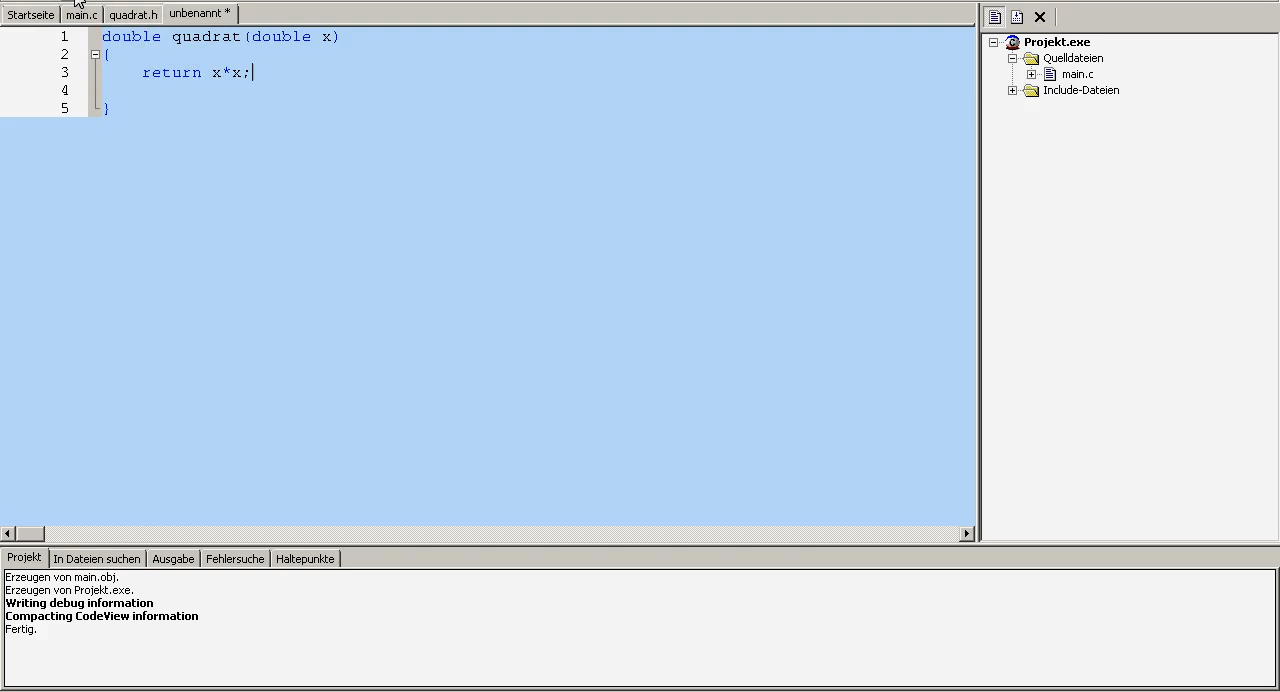 Startseite main.c quadrat.h unbenannt *
1 double quadrat(double x)
2 {
3 return x*x;
4
5 }
Projekt.exe
Quelldateien
main.c
Include-Dateien
Projekt In Dateien suchen Ausgabe Fehlersuche Haltepunkte
Erzeugen von main.obj.
Erzeugen von Projekt.exe.
Writing debug information
Compacting CodeView information
Fertig.